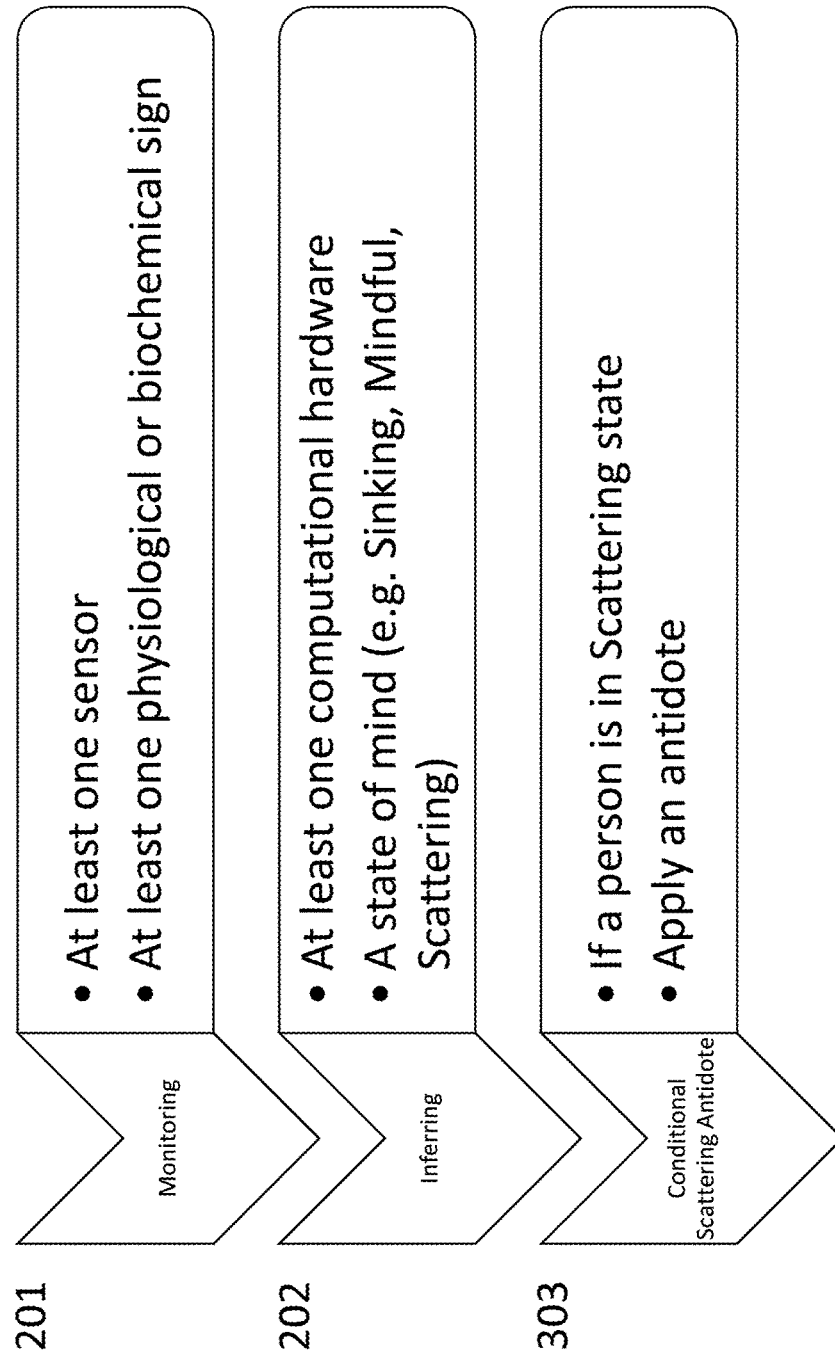 201
Monitoring
• At least one sensor
• At least one physiological or biochemical sign
202
Inferring
• At least one computational hardware
• A state of mind (e.g. Sinking, Mindful,
Scattering)
303
Conditional
Scattering Antidote
• If a person is in Scattering state
• Apply an antidote